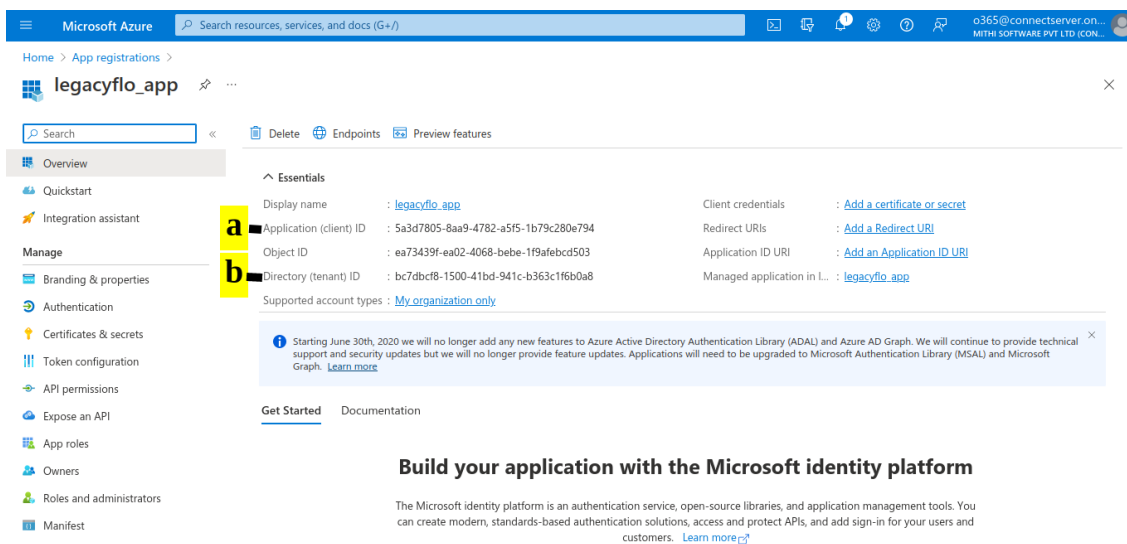 Microsoft Azure
Search resources, services, and docs (G+/)
1
o365@connectserver.on...
MITHI SOFTWARE PVT LTD (CON...
Home > App registrations >
legacyflo_app ...
Search «
Delete Endpoints Preview features
Overview
Quickstart
Integration assistant
Manage
Branding & properties
Authentication
Certificates & secrets
Token configuration
API permissions
Expose an API
App roles
Owners
Roles and administrators
Manifest
Essentials
Display name : legacyflo_app
a Application (client) ID : 5a3d7805-8aa9-4782-a5f5-1b79c280e794
Object ID : ea73439f-ea02-4068-bebe-1f9afebcd503
b Directory (tenant) ID : bc7dbcf8-1500-41bd-941c-b363c1f6b0a8
Supported account types : My organization only
Client credentials : Add a certificate or secret
Redirect URIs : Add a Redirect URI
Application ID URI : Add an Application ID URI
Managed application in l... : legacyflo_app
Starting June 30th, 2020 we will no longer add any new features to Azure Active Directory Authentication Library (ADAL) and Azure AD Graph. We will continue to provide technical
support and security updates but we will no longer provide feature updates. Applications will need to be upgraded to Microsoft Authentication Library (MSAL) and Microsoft
Graph. Learn more
Get Started Documentation
Build your application with the Microsoft identity platform
The Microsoft identity platform is an authentication service, open-source libraries, and application management tools. You
can create modern, standards-based authentication solutions, access and protect APIs, and add sign-in for your users and
customers. Learn more